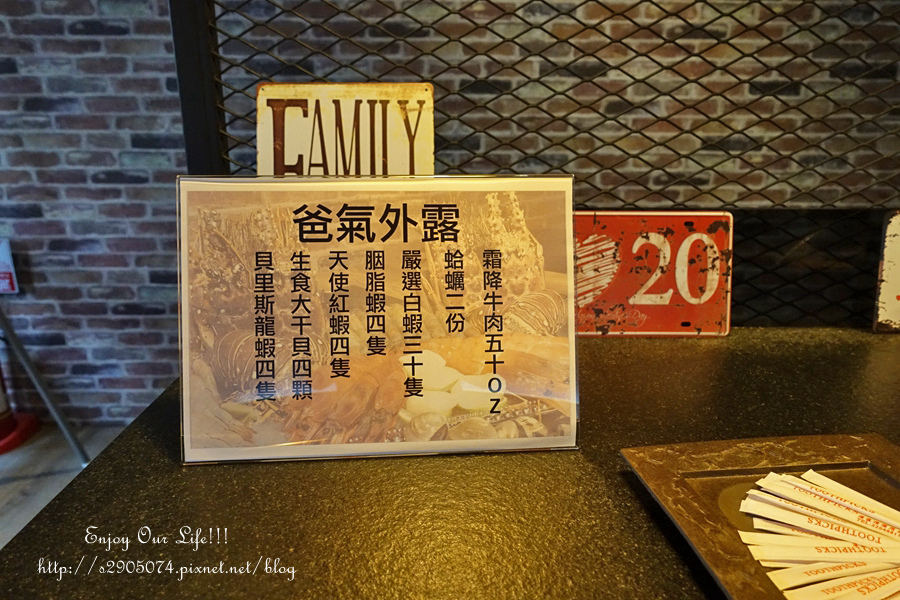 FAMILY
爸氣外露
霜降牛肉五十oz
蛤蠣二份
嚴選白蝦三十隻
胭脂蝦四隻
天使紅蝦四隻
生食大干貝四顆
貝里斯龍蝦四隻
20
TOOTHPICKS
TOOTHPICKS
TOOTHPICKS
Enjoy Our Life!!!
http://s2905074.pixnet.net/blog